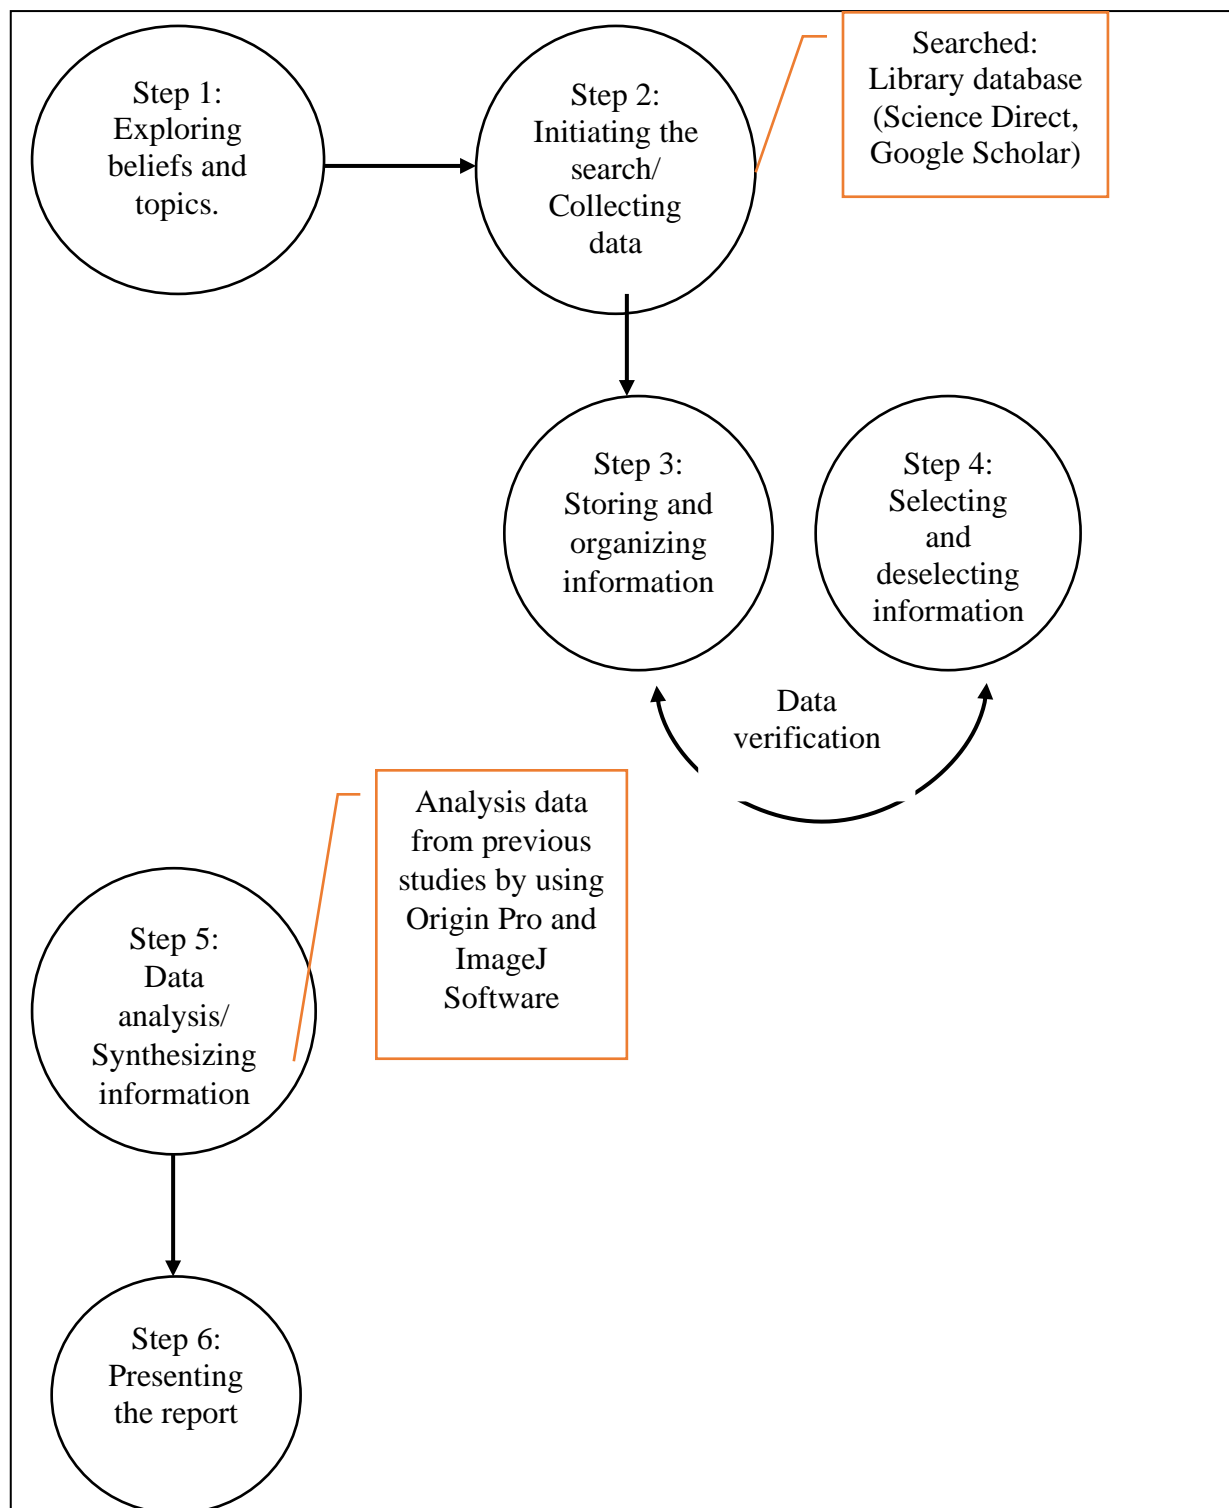 Step 1:
Exploring
beliefs and
topics.
Step 2:
Initiating the
search/
Collecting
data
Searched:
Library database
(Science Direct,
Google Scholar)
Step 3:
Storing and
organizing
information
Step 4:
Selecting
and
deselecting
information
Data
verification
Analysis data
from previous
studies by using
Origin Pro and
ImageJ
Software
Step 5:
Data
analysis/
Synthesizing
information
Step 6:
Presenting
the report